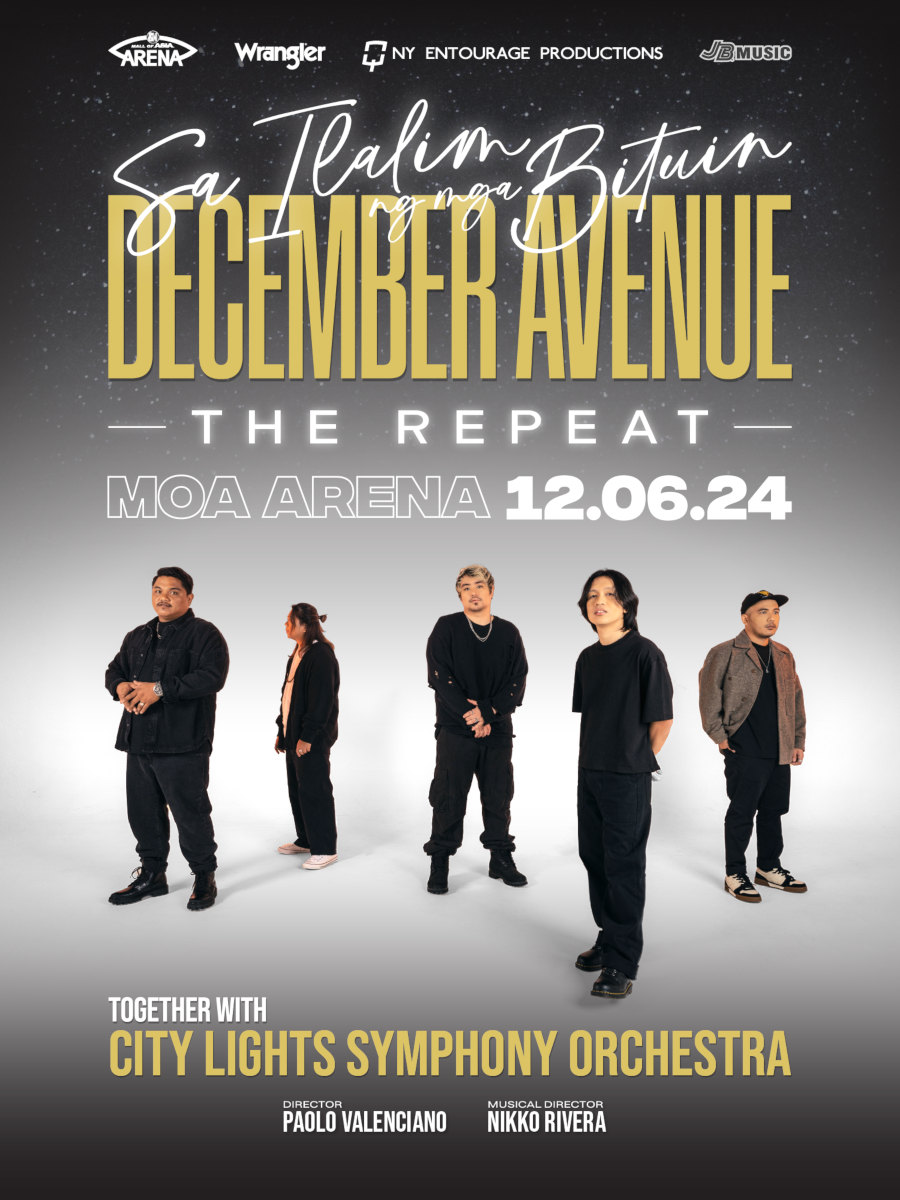 MALL OF ASIA
ARENA
Wrangler
NY ENTOURAGE PRODUCTIONS
JB MUSIC
Sa Ilalim
ng mga Bituin
DECEMBER AVENUE
THE REPEAT
MOA ARENA 12.06.24
TOGETHER WITH
CITY LIGHTS SYMPHONY ORCHESTRA
DIRECTOR
PAOLO VALENCIANO
MUSICAL DIRECTOR
NIKKO RIVERA